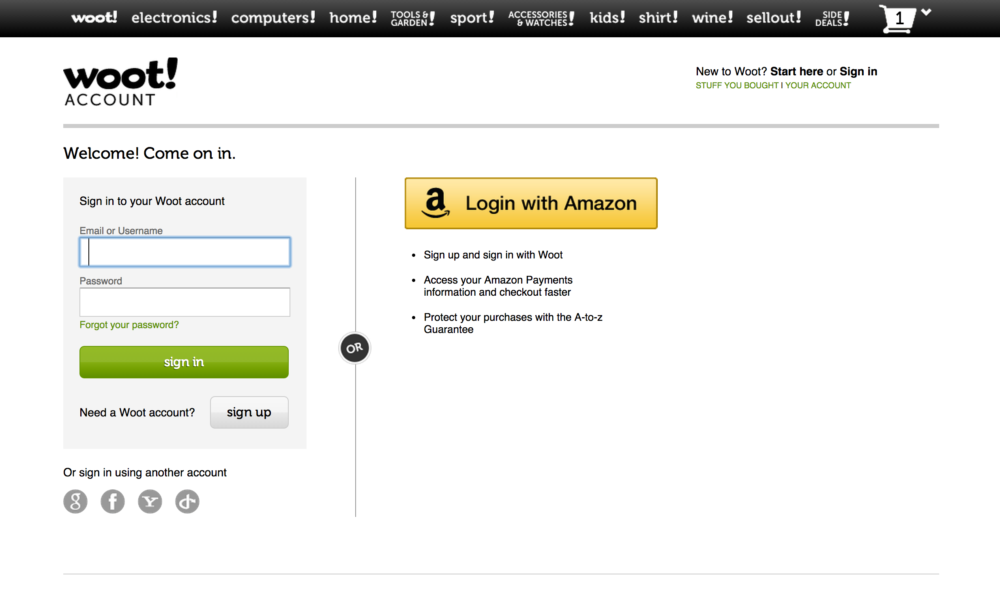 woot! electronics! computers! home! TOOLS & GARDEN! sport! ACCESSORIES & WATCHES! kids! shirt! wine! sellout! SIDE DEALS! 1
woot!
ACCOUNT
New to Woot? Start here or Sign in
STUFF YOU BOUGHT | YOUR ACCOUNT
Welcome! Come on in.
Sign in to your Woot account
Email or Username
Password
Forgot your password?
sign in
Need a Woot account? sign up
Or sign in using another account
g f Y
OR
a Login with Amazon
• Sign up and sign in with Woot
• Access your Amazon Payments
information and checkout faster
• Protect your purchases with the A-to-z
Guarantee